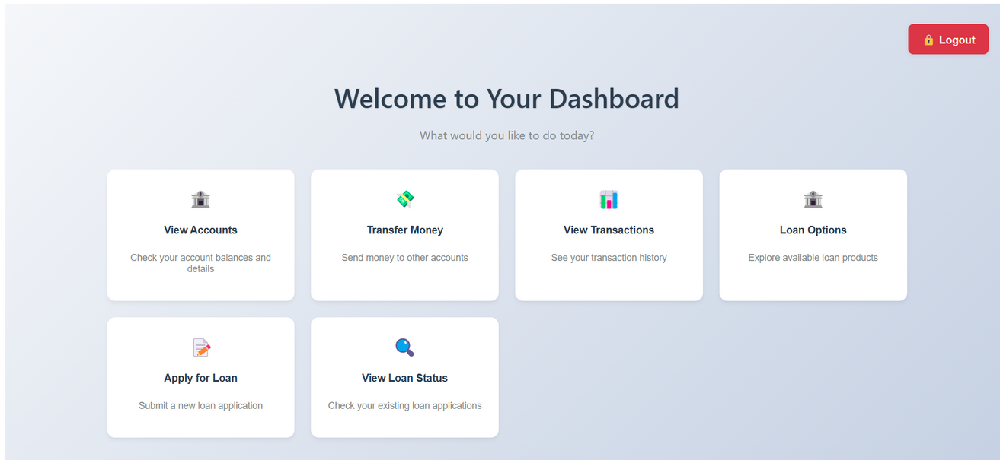 Logout
Welcome to Your Dashboard
What would you like to do today?
View Accounts
Check your account balances and
details
Transfer Money
Send money to other accounts
View Transactions
See your transaction history
Loan Options
Explore available loan products
Apply for Loan
Submit a new loan application
View Loan Status
Check your existing loan applications